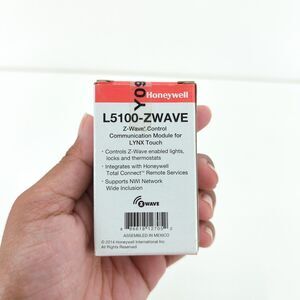 YO9
Honeywell
L5100-ZWAVE
Z-Wave® Control
Communication Module for
LYNX Touch
• Controls Z-Wave enabled lights,
locks and thermostats
• Integrates with Honeywell
Total Connect™ Remote Services
• Supports NWI Network
Wide Inclusion
Z WAVE
ASSEMBLED IN MEXICO
© 2014 Honeywell International Inc.
All Rights Reserved